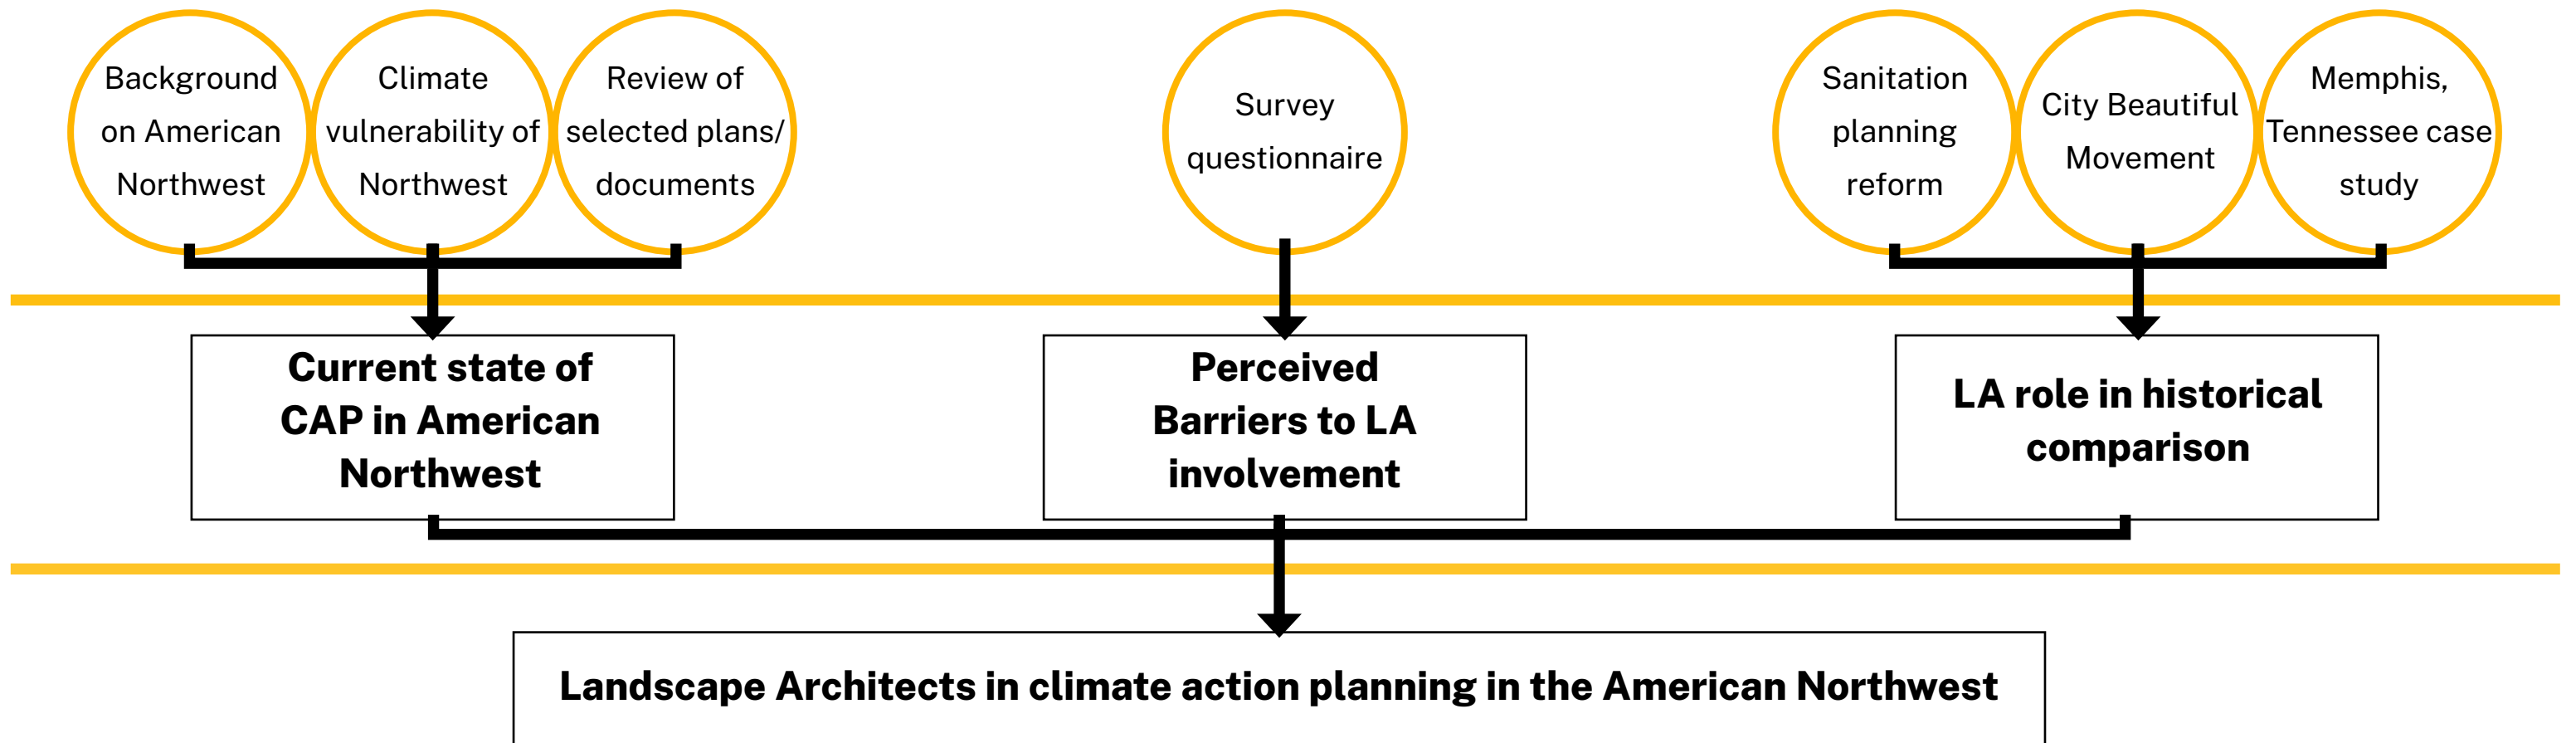 Background
on American
Northwest
Climate
vulnerability of
Northwest
Review of
selected plans/
documents
Survey
questionnaire
Sanitation
planning
reform
City Beautiful
Movement
Memphis,
Tennessee case
study
Current state of
CAP in American
Northwest
Perceived
Barriers to LA
involvement
LA role in historical
comparison
Landscape Architects in climate action planning in the American Northwest